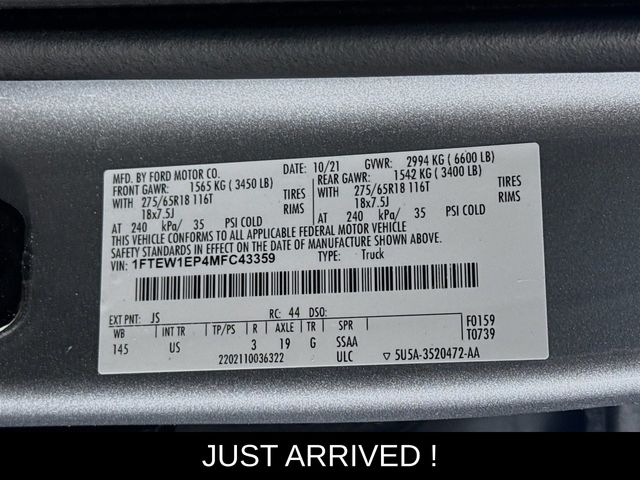 MFD. BY FORD MOTOR CO. DATE: 10/21 GVWR: 2994 KG ( 6600 LB)
FRONT GAWR: 1565 KG ( 3450 LB) REAR GAWR: 1542 KG ( 3400 LB)
WITH 275/65R18 116T TIRES WITH 275/65R18 116T TIRES
18x7.5J RIMS 18x7.5J RIMS
AT 240 kPa/ 35 PSI COLD AT 240 kPa/ 35 PSI COLD
THIS VEHICLE CONFORMS TO ALL APPLICABLE FEDERAL MOTOR VEHICLE
SAFETY STANDARDS IN EFFECT ON THE DATE OF MANUFACTURE SHOWN ABOVE.
VIN: 1FTEW1EP4MFC43359 TYPE: Truck
EXT PNT: JS RC: 44 DSO: F0159
WB INT TR TP/PS R AXLE TR SPR T0739
145 US 3 19 G SSAA
2202110036322 ULC ▽ 5U5A-3520472-AA
JUST ARRIVED !